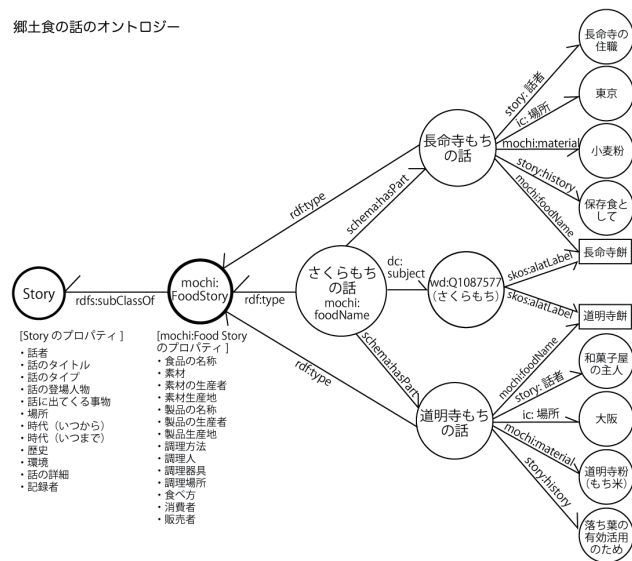 郷土食の話のオントロジー
長命寺の
住職
story: 話者
東京
ic: 場所
長命寺もち
の話
mochi:material
小麦粉
story:history
保存食と
して
mochi:foodName
rdf:type
schema:hasPart
長命寺餅
さくらもち
の話
mochi:
foodName
dc:
subject
wd:Q1087577
（さくらもち）
skos:alatLabel
skos:alatLabel
Story
rdfs:subClassOf
mochi:
FoodStory
rdf:type
道明寺餅
[Story のプロパティ ]
・話者
・話のタイトル
・話のタイプ
・話の登場人物
・話に出てくる事物
・場所
・時代（いつから）
・時代（いつまで）
・歴史
・環境
・話の詳細
・記録者
[mochi:Food Story
のプロパティ ]
・食品の名称
・素材
・素材の生産者
・素材生産地
・製品の名称
・製品の生産者
・製品生産地
・調理方法
・調理人
・調理器具
・調理場所
・食べ方
・消費者
・販売者
rdf:type
schema:hasPart
mochi:foodName
和菓子屋
の主人
story: 話者
道明寺もち
の話
ic: 場所
大阪
mochi:material
道明寺粉
（もち米）
story:history
落ち葉の
有効活用
のため